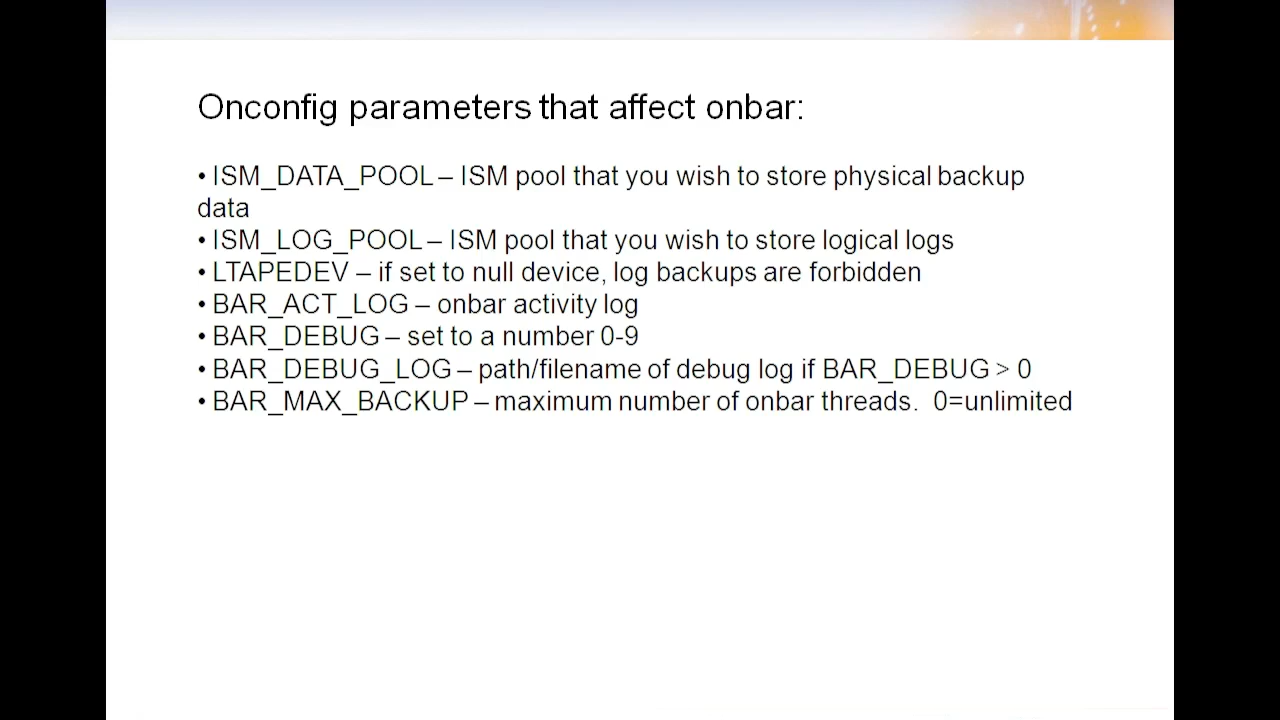 Onconfig parameters that affect onbar:
• ISM_DATA_POOL – ISM pool that you wish to store physical backup
data
• ISM_LOG_POOL – ISM pool that you wish to store logical logs
• LTAPEDEV – if set to null device, log backups are forbidden
• BAR_ACT_LOG – onbar activity log
• BAR_DEBUG – set to a number 0-9
• BAR_DEBUG_LOG – path/filename of debug log if BAR_DEBUG > 0
• BAR_MAX_BACKUP – maximum number of onbar threads.  0=unlimited